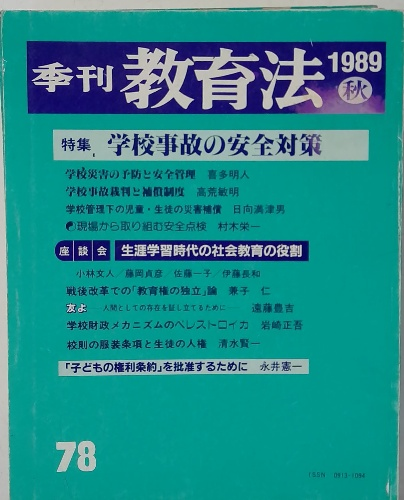 季刊 教育法 1989 秋
特集 学校事故の安全対策
学校災害の予防と安全管理 喜多明人
学校事故裁判と補償制度 高荒敏明
学校管理下の児童・生徒の災害補償 日向満津男
現場から取り組む安全点検 村木栄一
座談会 生涯学習時代の社会教育の役割
小林文人/藤岡貞彦/佐藤一子/伊藤長和
戦後改革での「教育権の独立」論 兼子 仁
友よ 人間としての存在を証し立てるために 遠藤豊吉
学校財政メカニズムのペレストロイカ 岩崎正吾
校則の服装条項と生徒の人権 清水賢一
「子どもの権利条約」を批准するために 永井憲一
78